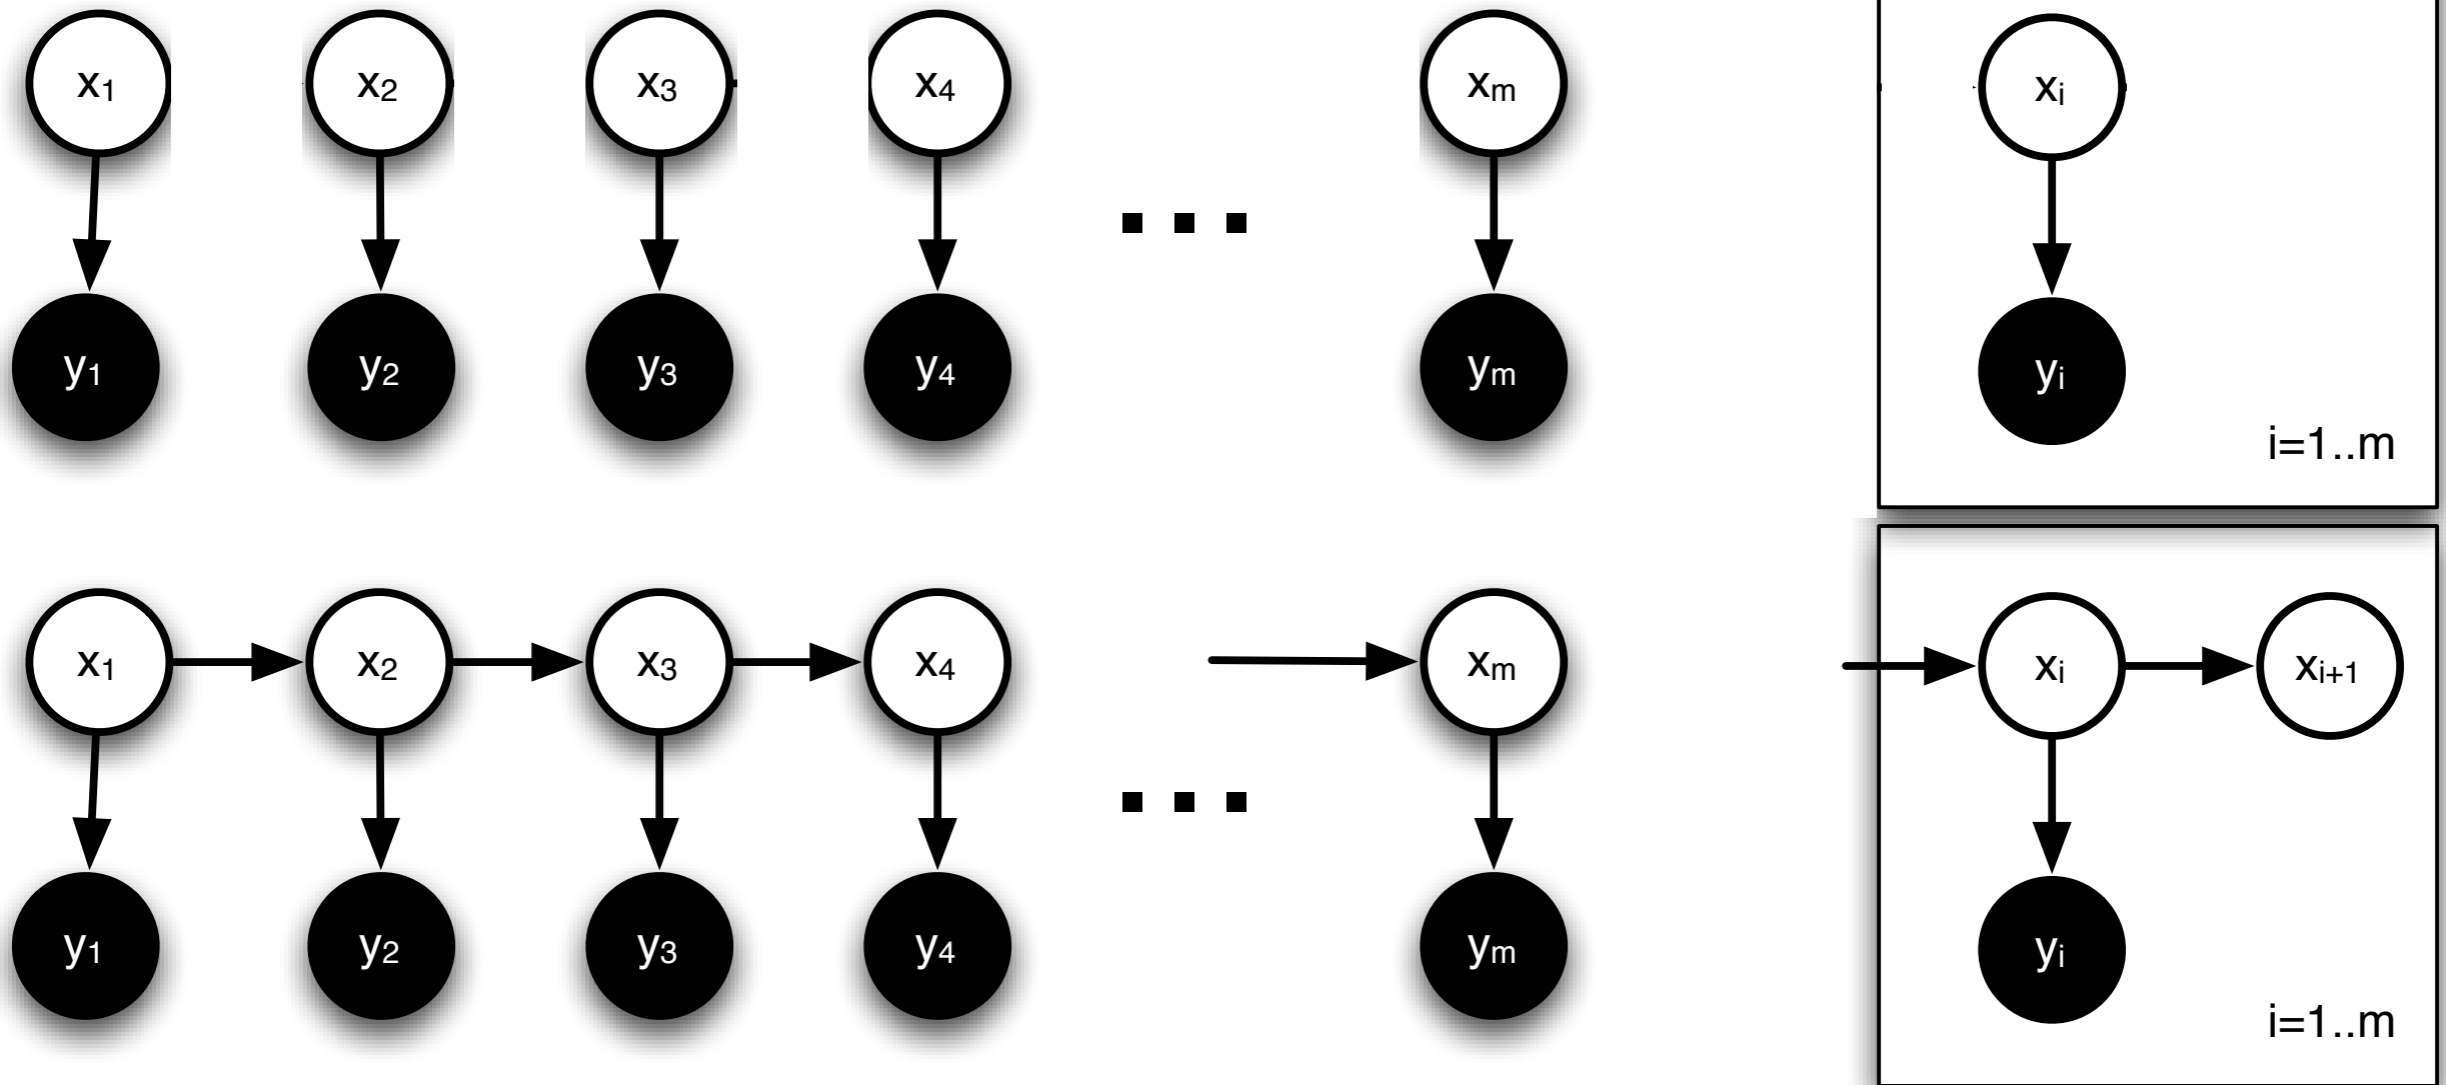 x1 x2 x3 x4 xm xi
...
y1 y2 y3 y4 ym yi
i=1..m
x1 x2 x3 x4 xm xi xi+1
...
y1 y2 y3 y4 ym yi
i=1..m